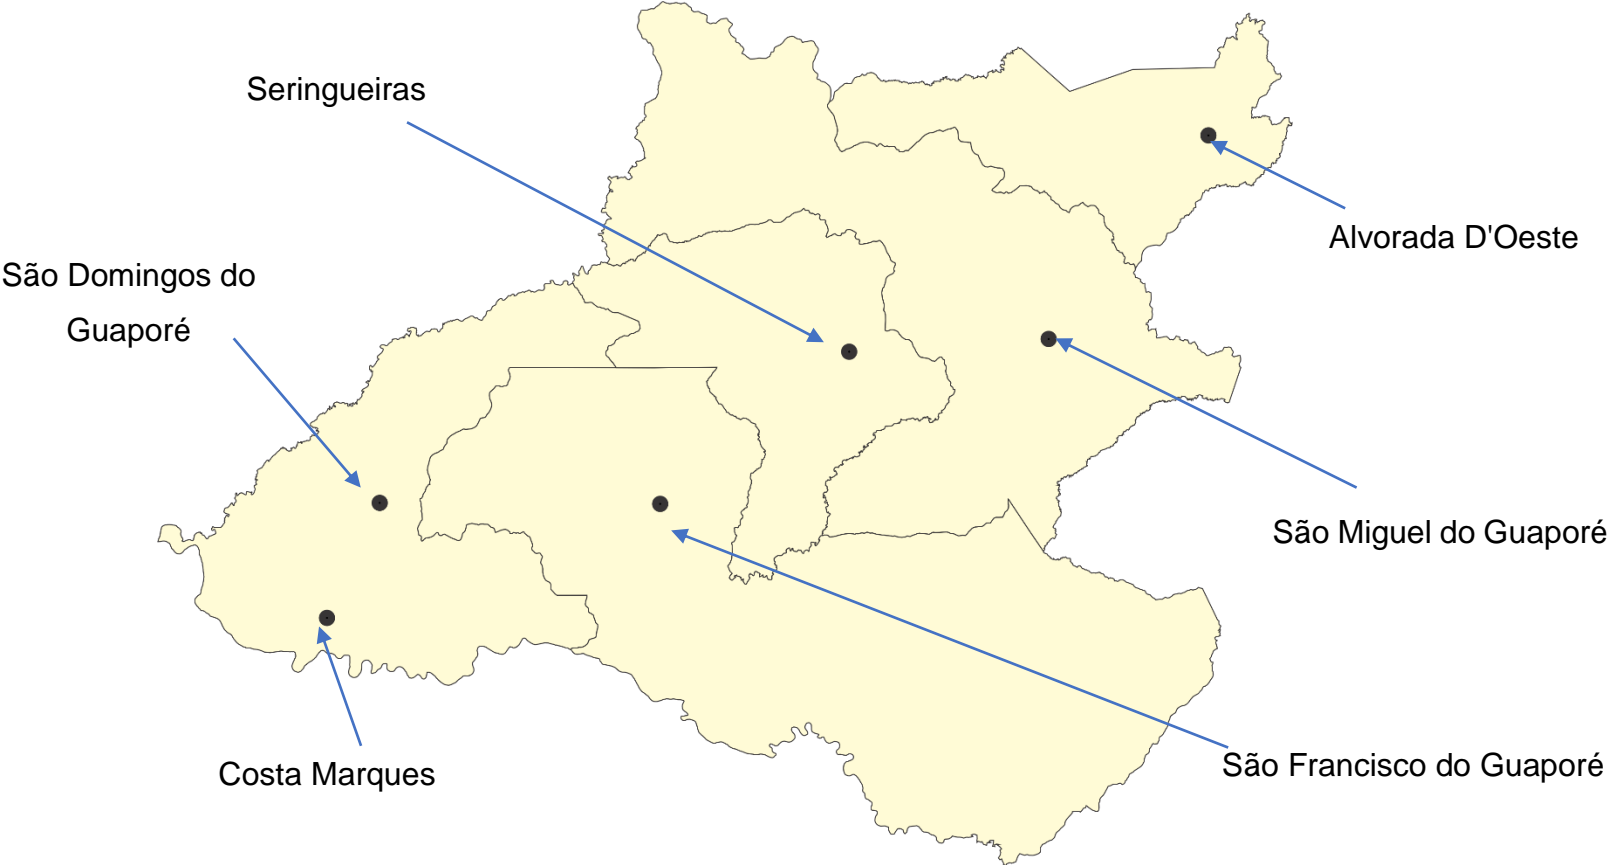 Seringueiras
Alvorada D'Oeste
São Domingos do
Guaporé
São Miguel do Guaporé
São Francisco do Guaporé
Costa Marques